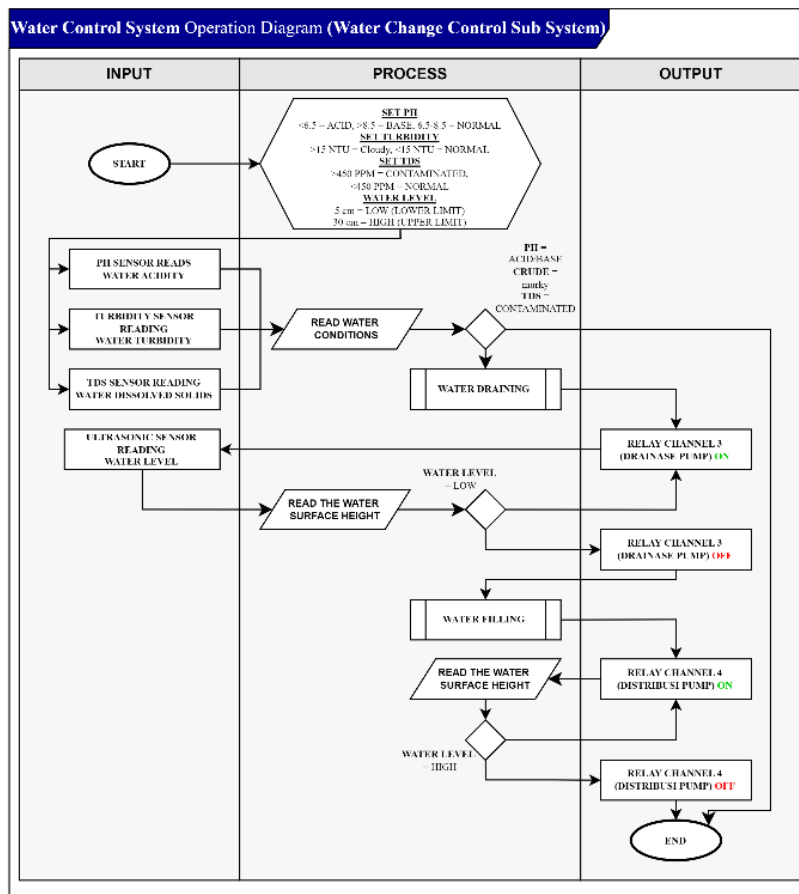 Water Control System Operation Diagram (Water Change Control Sub System)
INPUT
PROCESS
OUTPUT
START
SET PH
<6.5 = ACID, >8.5 = BASE, 6.5-8.5 = NORMAL
SET TURBIDITY
>15 NTU = Cloudy, <15 NTU = NORMAL
SET TDS
>450 PPM = CONTAMINATED,
<450 PPM = NORMAL
WATER LEVEL
5 cm = LOW (LOWER LIMIT)
30 cm = HIGH (UPPER LIMIT)
PH SENSOR READS
WATER ACIDITY
TURBIDITY SENSOR
READING
WATER TURBIDITY
TDS SENSOR READING
WATER DISSOLVED SOLIDS
READ WATER
CONDITIONS
PH =
ACID/BASE
CRUDE =
murky
TDS =
CONTAMINATED
WATER DRAINING
ULTRASONIC SENSOR
READING
WATER LEVEL
RELAY CHANNEL 3
(DRAINASE PUMP) ON
READ THE WATER
SURFACE HEIGHT
WATER LEVEL
= LOW
RELAY CHANNEL 3
(DRAINASE PUMP) OFF
WATER FILLING
READ THE WATER
SURFACE HEIGHT
RELAY CHANNEL 4
(DISTRIBUSI PUMP) ON
WATER LEVEL
= HIGH
RELAY CHANNEL 4
(DISTRIBUSI PUMP) OFF
END